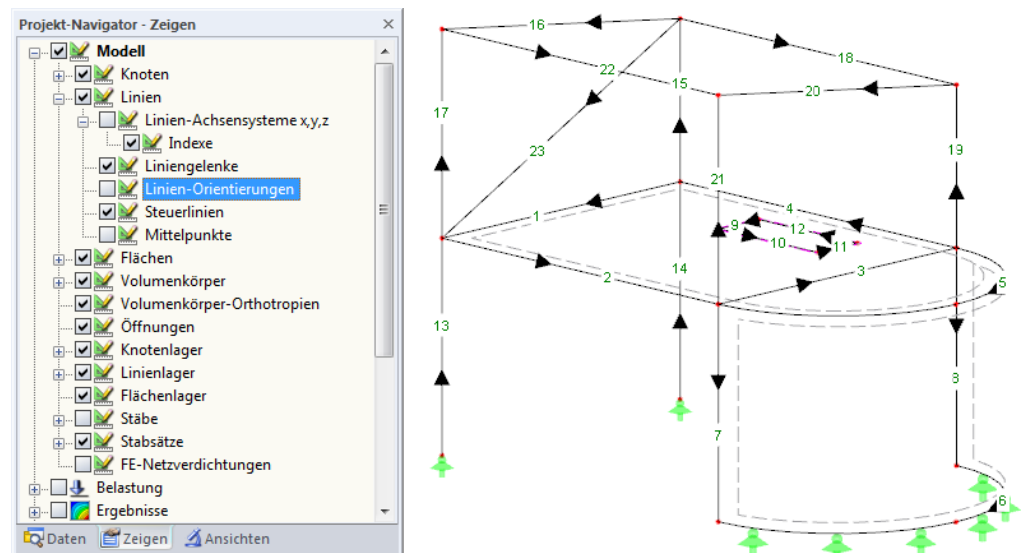 Projekt-Navigator - Zeigen
Modell
Knoten
Linien
Linien-Achsensysteme x,y,z
Indexe
Liniengelenke
Linien-Orientierungen
Steuerlinien
Mittelpunkte
Flächen
Volumenkörper
Volumenkörper-Orthotropien
Öffnungen
Knotenlager
Linienlager
Flächenlager
Stäbe
Stabsätze
FE-Netzverdichtungen
Belastung
Ergebnisse
Daten Zeigen Ansichten
16
18
22
15
20
17
23
19
21
1
4
9
12
10
11
3
14
2
5
13
8
7
6